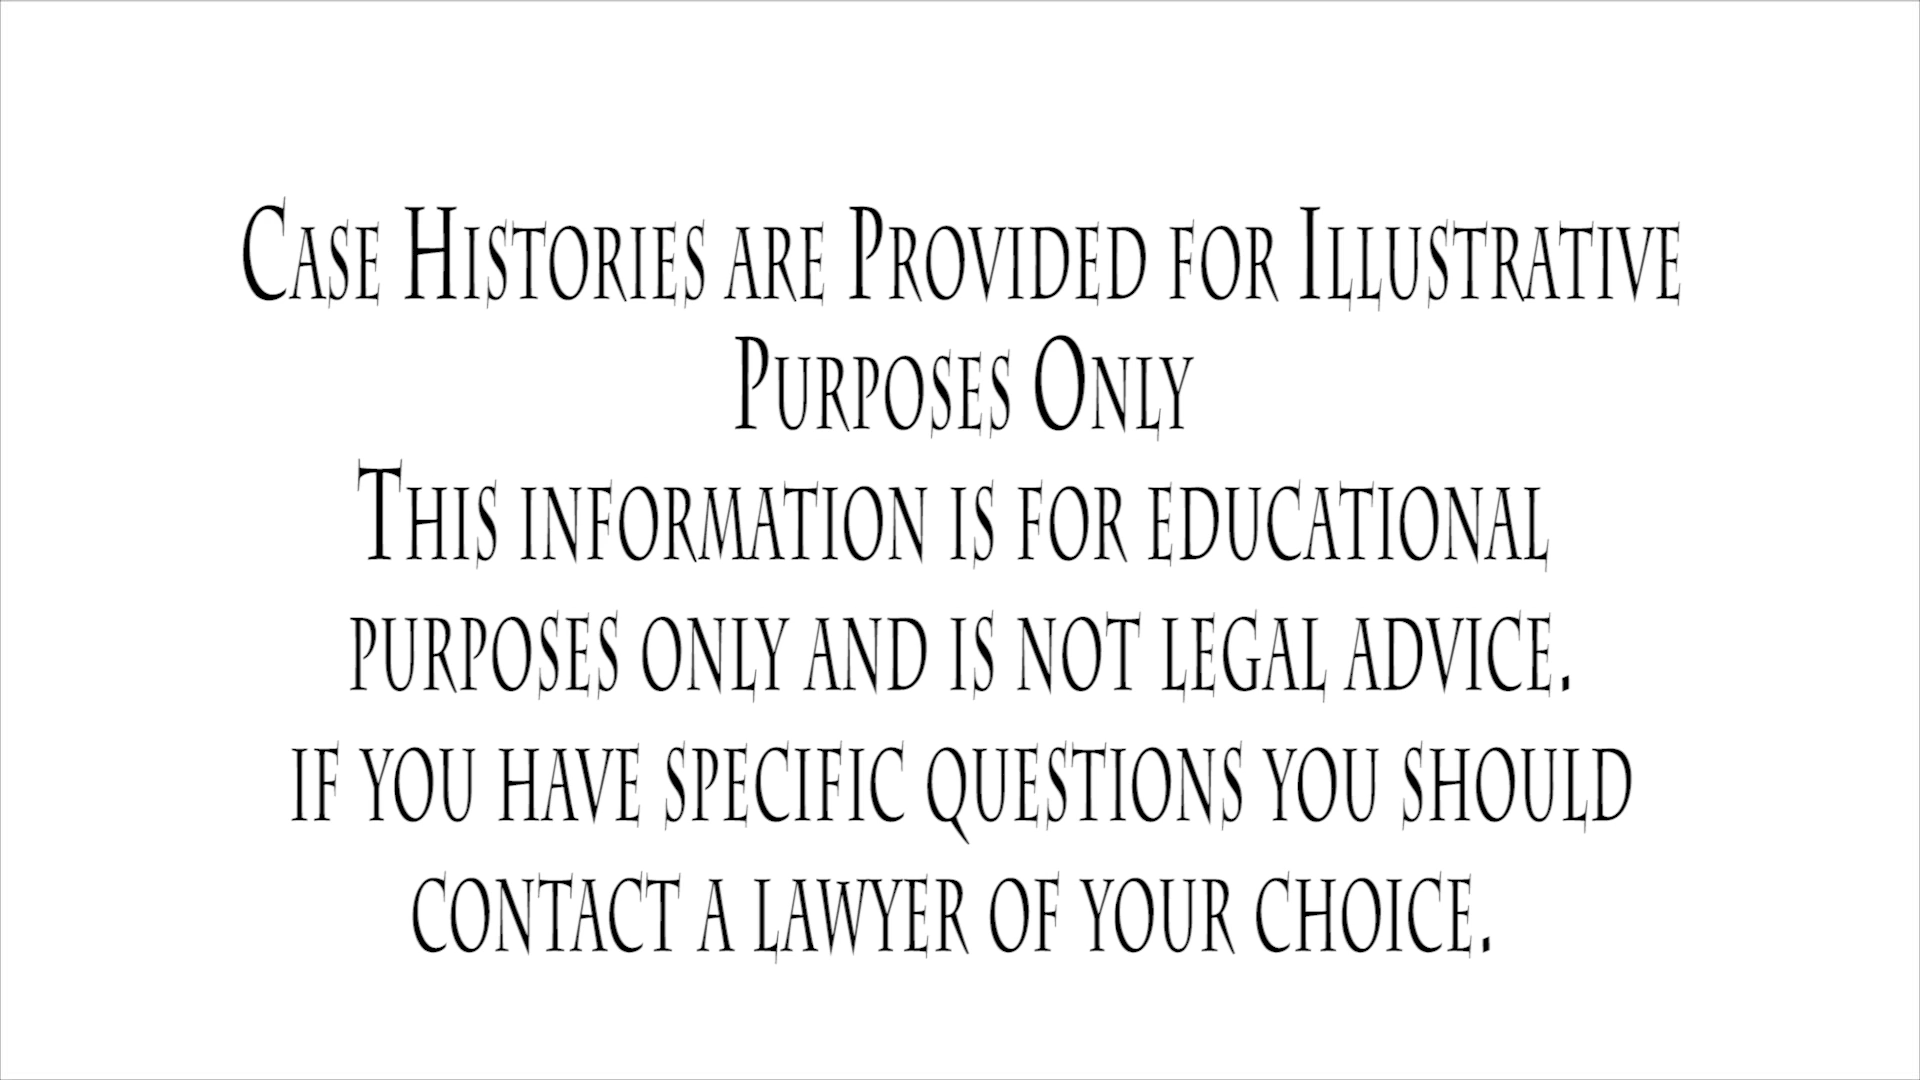 Case Histories are Provided for Illustrative
Purposes Only
This information is for educational
purposes only and is not legal advice.
if you have specific questions you should
contact a lawyer of your choice.